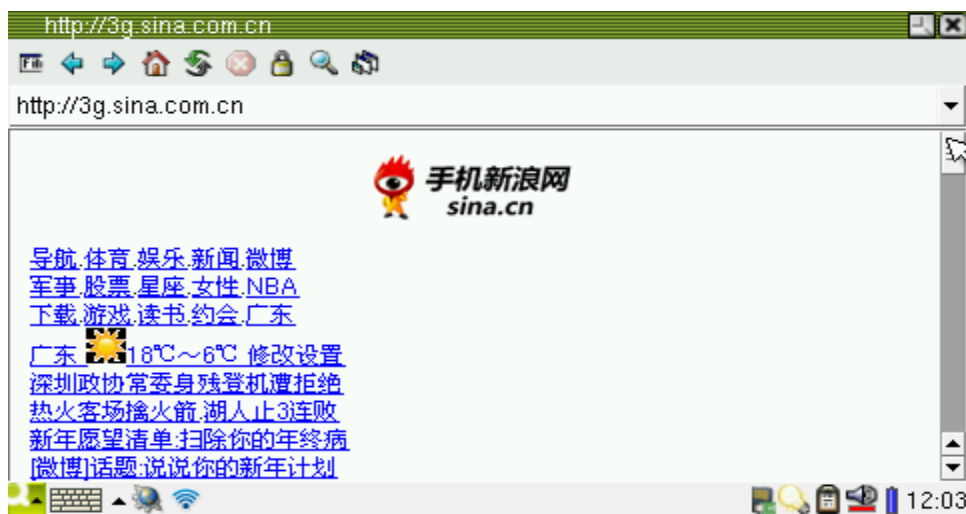 http://3g.sina.com.cn
http://3g.sina.com.cn
手机新浪网
sina.cn
导航.体育.娱乐.新闻.微博
军事.股票.星座.女性.NBA
下载.游戏.读书.约会.广东
广东 18℃~6℃ 修改设置
深圳政协常委身残登机遭拒绝
热火客场擒火箭.湖人止3连败
新年愿望清单:扫除你的年终病
[微博]话题:说说你的新年计划
12:03